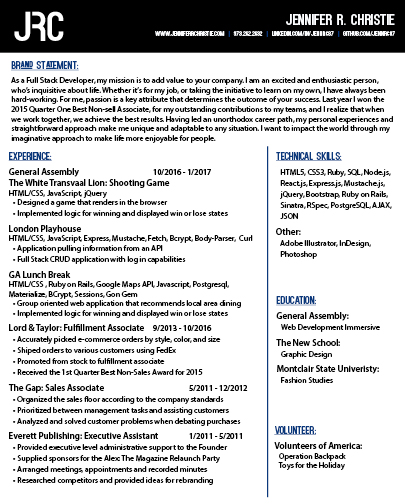 JRC
JENNIFER R. CHRISTIE
WWW.JENNIFERRCHRISTIE.COM
BRAND STATEMENT:
As a Full Stack Developer, my mission is to add value to your company. I am an excited and enthusiastic person,
who's inquisitive about life. Whether it's for my job, or taking the initiative to learn on my own, I have always been
hard-working. For me, passion is a key attribute that determines the outcome of your success. Last year I won the
2015 Quarter One Best Non-sell Associate, for my outstanding contributions to my teams, and I realize that when
we work together, we achieve the best results. Having led an unorthodox career path, my personal experiences and
straightforward approach make me unique and adaptable to any situation. I want to impact the world through my
imaginative approach to make life more enjoyable for people.
EXPERIENCE:
General Assembly 10/2016 - 1/2017
The White Transvaal Lion: Shooting Game
HTML/CSS, JavaScript, jQuery
• Designed a game that renders in the browser
• Implemented logic for winning and displayed win or lose states
London Playhouse
HTML/CSS, JavaScript, Express, Mustache, Fetch, Bcrypt, Body-Parser, Curl
• Application pulling information from an API
• Full Stack CRUD application with log in capabilities
GA Lunch Break
HTML/CSS , Ruby on Rails, Google Maps API, Javascript, Postgresql,
Materialize, BCrypt, Sessions, Gon Gem
• Group oriented web application that recommends local area dining
• Implemented logic for winning and displayed win or lose states
Lord & Taylor: Fulfillment Associate 9/2013 - 10/2016
• Accurately picked e-commerce orders by style, color, and size
• Shiped orders to various customers using FedEx
• Promoted from stock to fulfillment associate
• Received the 1st Quarter Best Non-Sales Award for 2015
The Gap: Sales Associate 5/2011 - 12/2012
• Organized the sales floor according to the company standards
• Prioritized between management tasks and assisting customers
• Analyzed and solved customer problems when debating purchases
Everett Publishing: Executive Assistant 1/2011 - 5/2011
• Provided executive level administrative support to the Founder
• Supplied sponsors for the Alex The Magazine Relaunch Party
• Arranged meetings, appointments and recorded minutes
• Researched competitors and provided ideas for rebranding
TECHNICAL SKILLS:
HTML5, CSS3, Ruby, SQL, Node.js,
React.js, Express.js, Mustache.js,
jQuery, Bootstrap, Ruby on Rails,
Sinatra, RSpec, PostgreSQL, AJAX,
JSON
Other:
Adobe Illustrator, InDesign,
Photoshop
EDUCATION:
General Assembly:
Web Development Immersive
The New School:
Graphic Design
Montclair State Univeristy:
Fashion Studies
VOLUNTEER:
Volunteers of America:
Operation Backpack
Toys for the Holiday